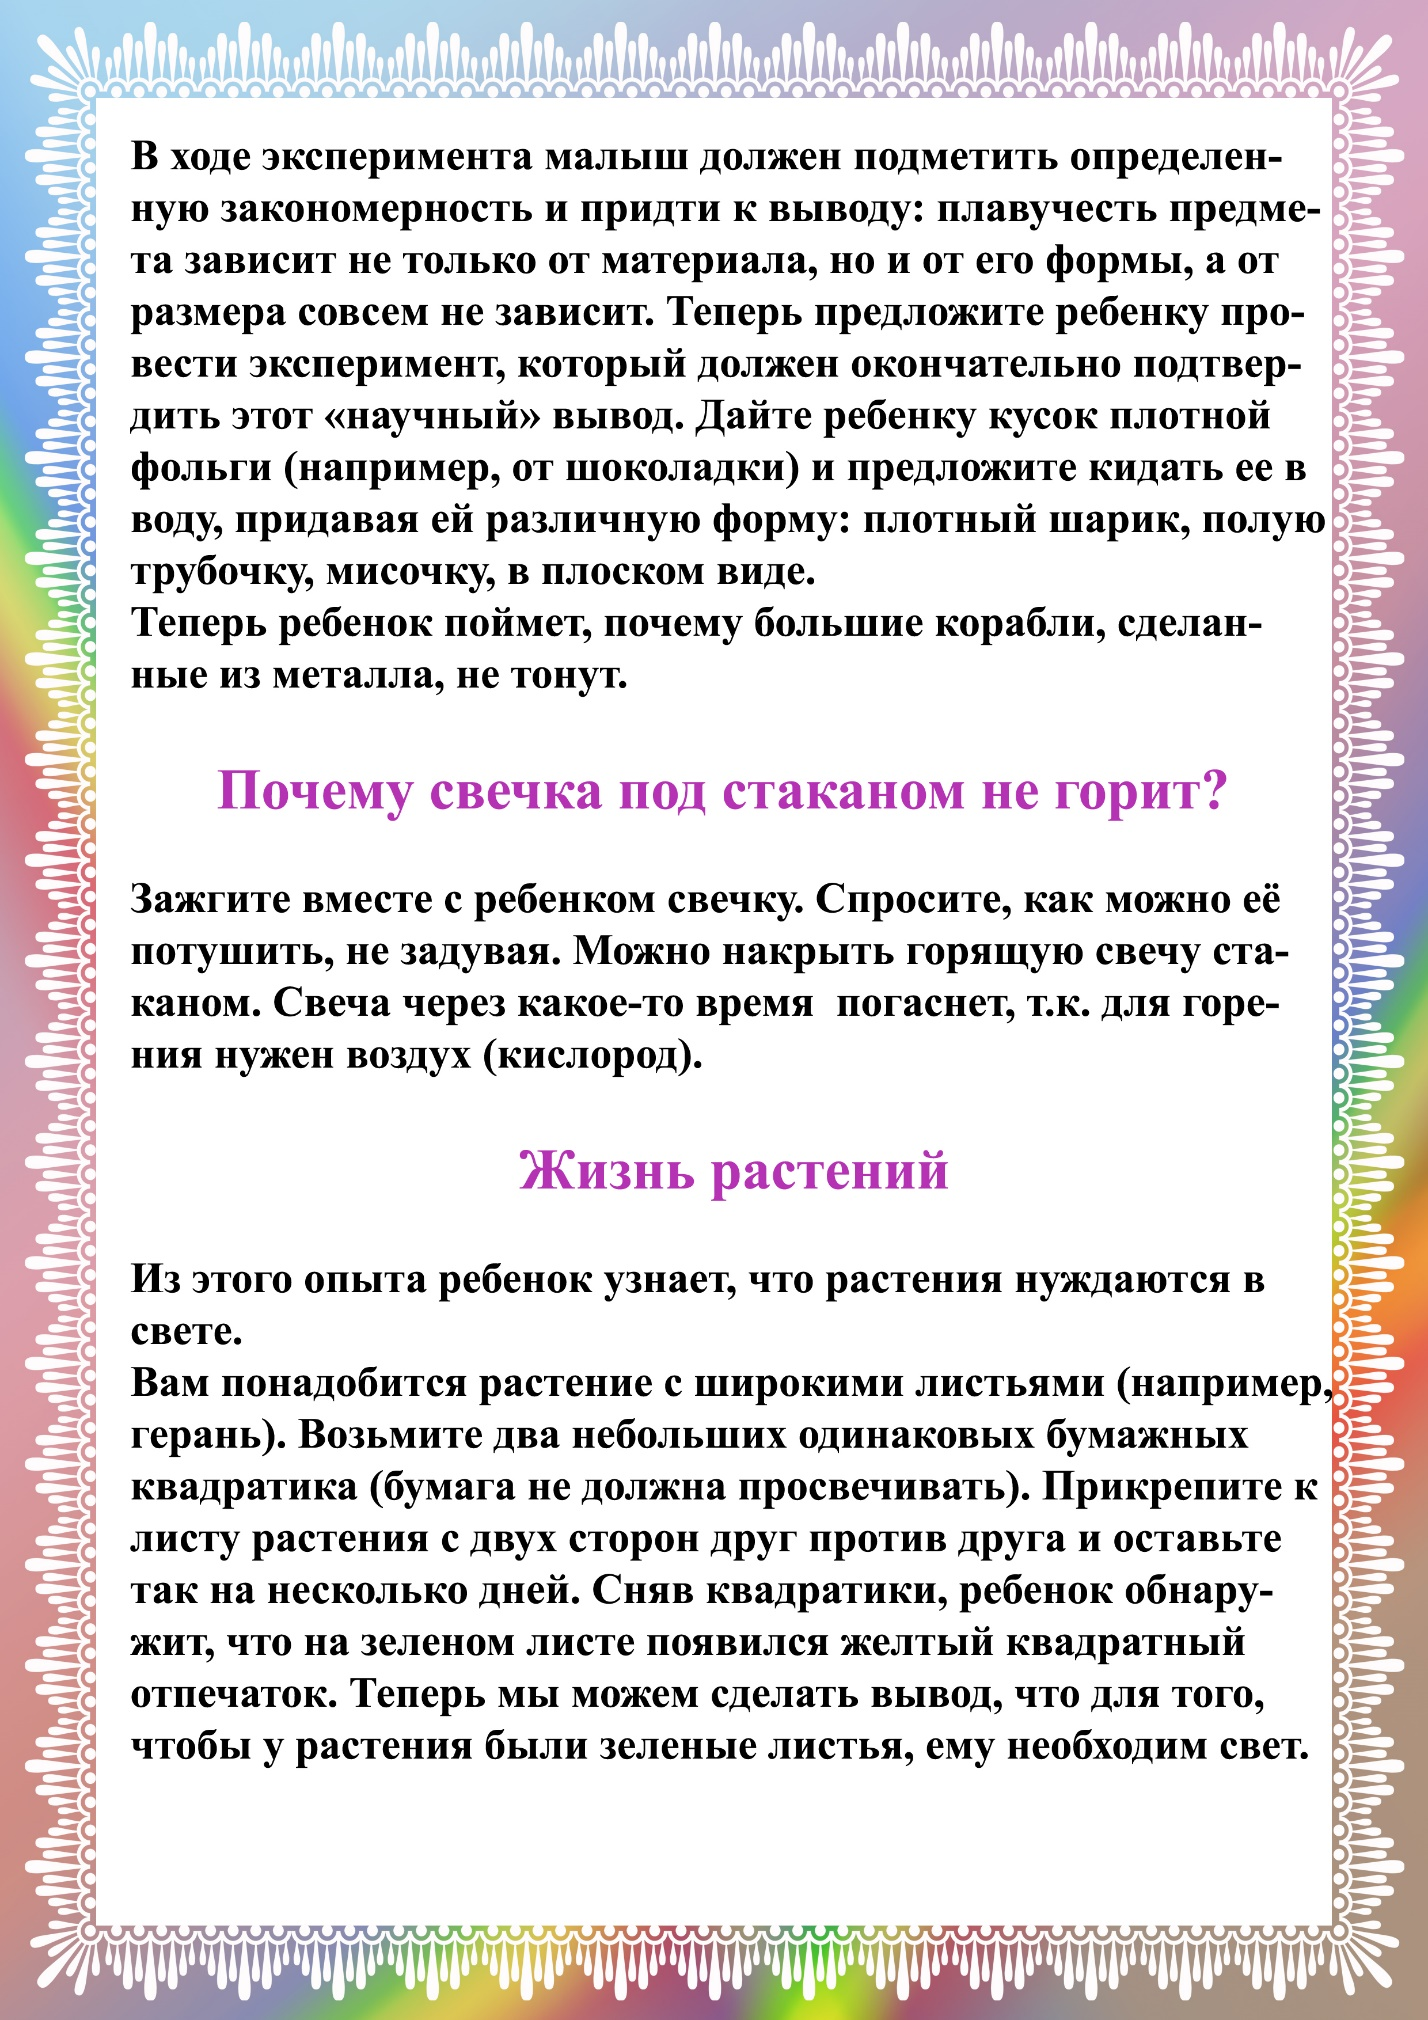 В ходе эксперимента малыш должен подметить определен-
ную закономерность и придти к выводу: плавучесть предме-
та зависит не только от материала, но и от его формы, а от
размера совсем не зависит. Теперь предложите ребенку про-
вести эксперимент, который должен окончательно подтвер-
дить этот «научный» вывод. Дайте ребенку кусок плотной
фольги (например, от шоколадки) и предложите кидать ее в
воду, придавая ей различную форму: плотный шарик, полую
трубочку, мисочку, в плоском виде.
Теперь ребенок поймет, почему большие корабли, сделан-
ные из металла, не тонут.
Почему свечка под стаканом не горит?
Зажгите вместе с ребенком свечку. Спросите, как можно её
потушить, не задувая. Можно накрыть горящую свечу ста-
каном. Свеча через какое-то время  погаснет, т.к. для горе-
ния нужен воздух (кислород).
Жизнь растений
Из этого опыта ребенок узнает, что растения нуждаются в
свете.
Вам понадобится растение с широкими листьями (например,
герань). Возьмите два небольших одинаковых бумажных
квадратика (бумага не должна просвечивать). Прикрепите к
листу растения с двух сторон друг против друга и оставьте
так на несколько дней. Сняв квадратики, ребенок обнару-
жит, что на зеленом листе появился желтый квадратный
отпечаток. Теперь мы можем сделать вывод, что для того,
чтобы у растения были зеленые листья, ему необходим свет.